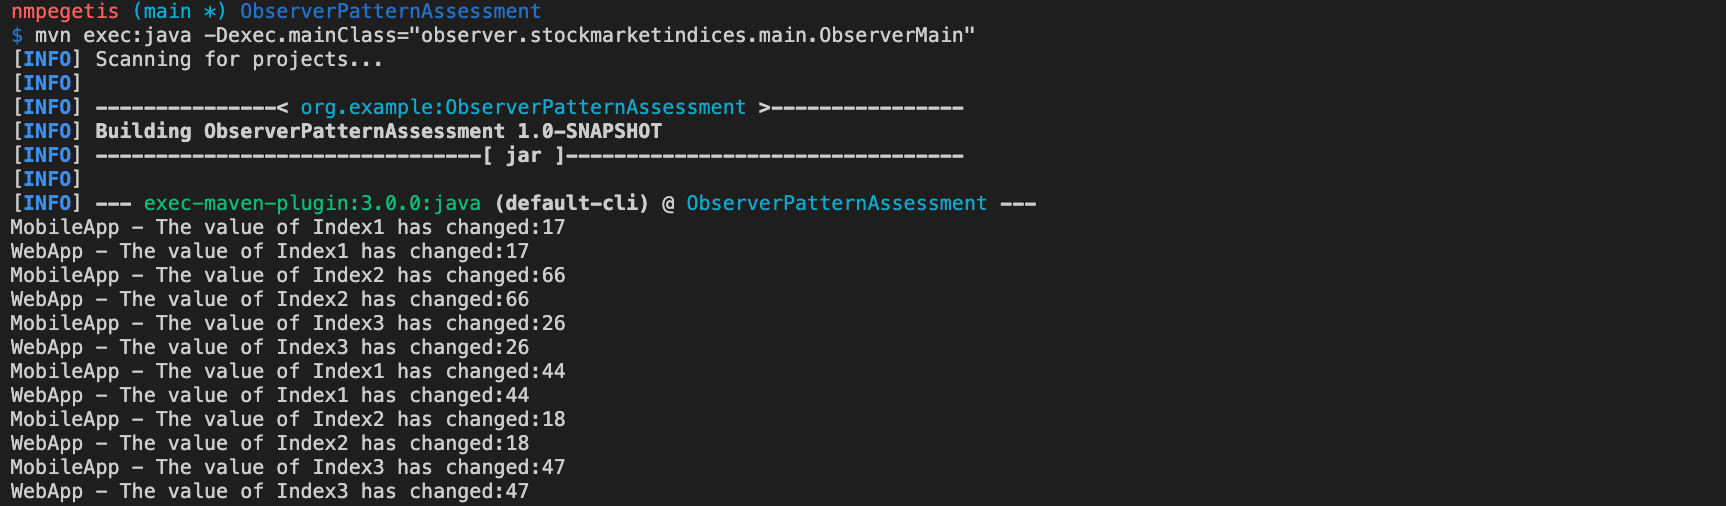 nmpegetis (main *) ObserverPatternAssessment
$ mvn exec:java -Dexec.mainClass="observer.stockmarketindices.main.ObserverMain"
[INFO] Scanning for projects...
[INFO]
[INFO] ---------------< org.example:ObserverPatternAssessment >----------------
[INFO] Building ObserverPatternAssessment 1.0-SNAPSHOT
[INFO] --------------------------------[ jar ]---------------------------------
[INFO]
[INFO] --- exec-maven-plugin:3.0.0:java (default-cli) @ ObserverPatternAssessment ---
MobileApp - The value of Index1 has changed:17
WebApp - The value of Index1 has changed:17
MobileApp - The value of Index2 has changed:66
WebApp - The value of Index2 has changed:66
MobileApp - The value of Index3 has changed:26
WebApp - The value of Index3 has changed:26
MobileApp - The value of Index1 has changed:44
WebApp - The value of Index1 has changed:44
MobileApp - The value of Index2 has changed:18
WebApp - The value of Index2 has changed:18
MobileApp - The value of Index3 has changed:47
WebApp - The value of Index3 has changed:47